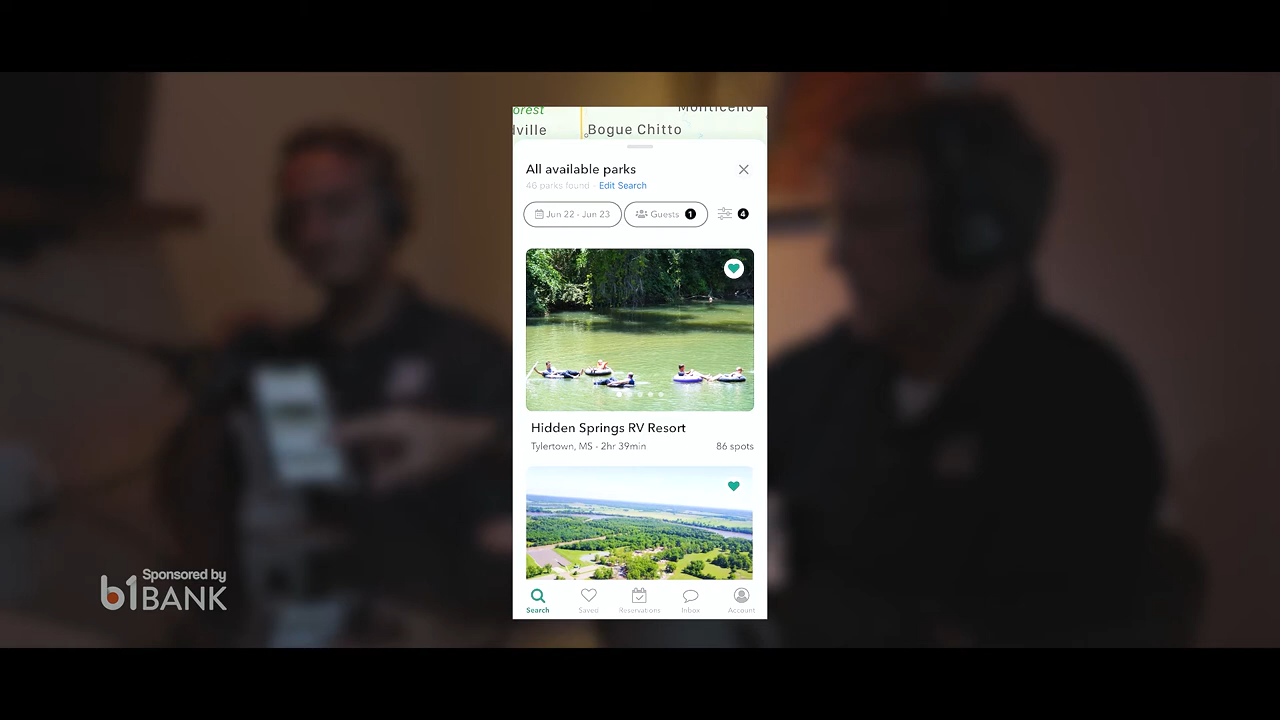 orest
Monticello
lville
Bogue Chitto
All available parks
46 parks found · Edit Search
Jun 22 - Jun 23
Guests 1
4
Hidden Springs RV Resort
Tylertown, MS - 2hr 39min
86 spots
Search
Saved
Reservations
Inbox
Account
Sponsored by
b1BANK